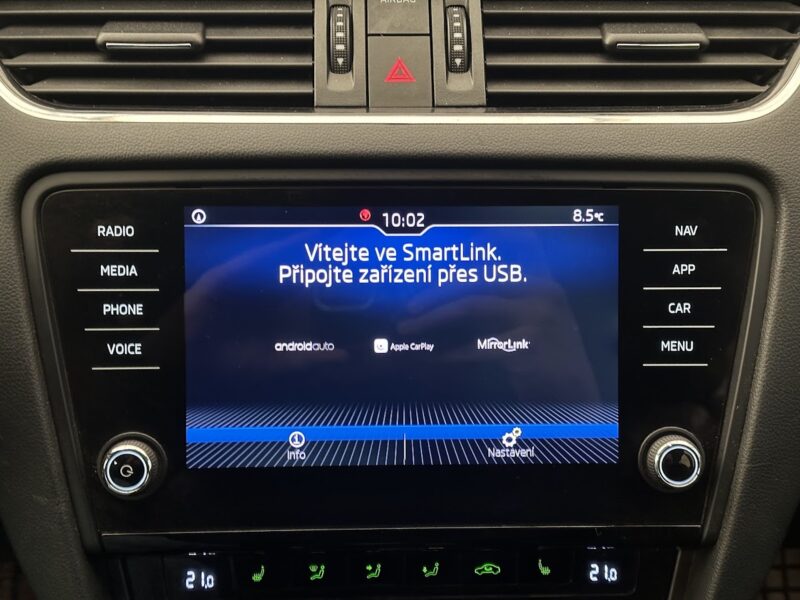 AIRBAG
10:02
8.5°C
RADIO
MEDIA
PHONE
VOICE
Vítejte ve SmartLink.
Připojte zařízení přes USB.
androidauto
Apple CarPlay
MirrorLink
Info
Nastavení
NAV
APP
CAR
MENU
21.0
21.0